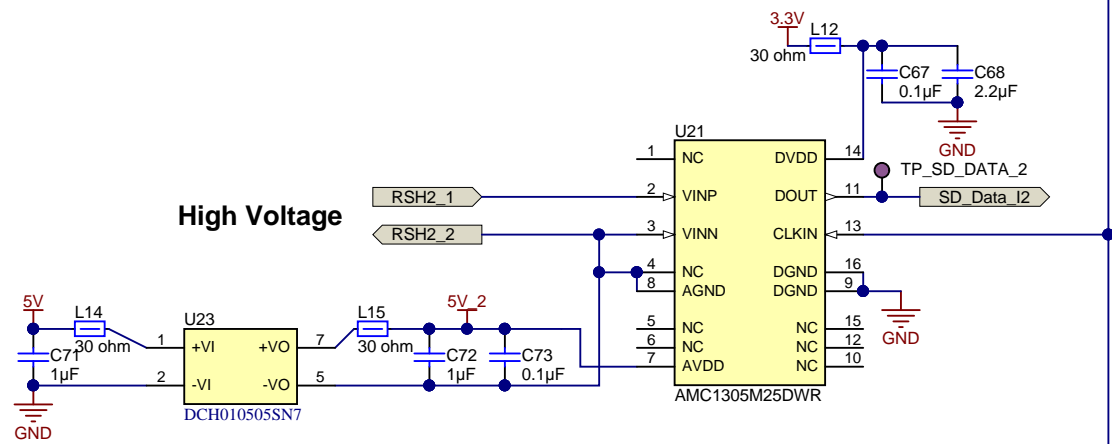 3.3V
L12
30 ohm
C67
0.1µF
C68
2.2µF
GND
U21
1
NC
DVDD
14
TP_SD_DATA_2
RSH2_1
2
VINP
DOUT
11
SD_Data_I2
High Voltage
RSH2_2
3
VINN
CLKIN
13
4
NC
DGND
16
8
AGND
DGND
9
GND
5
NC
NC
15
6
NC
NC
12
7
AVDD
NC
10
AMC1305M25DWR
5V
L14
30 ohm
C71
1µF
GND
U23
1
+VI
+VO
7
2
-VI
-VO
5
DCH010505SN7
L15
30 ohm
5V_2
C72
1µF
C73
0.1µF